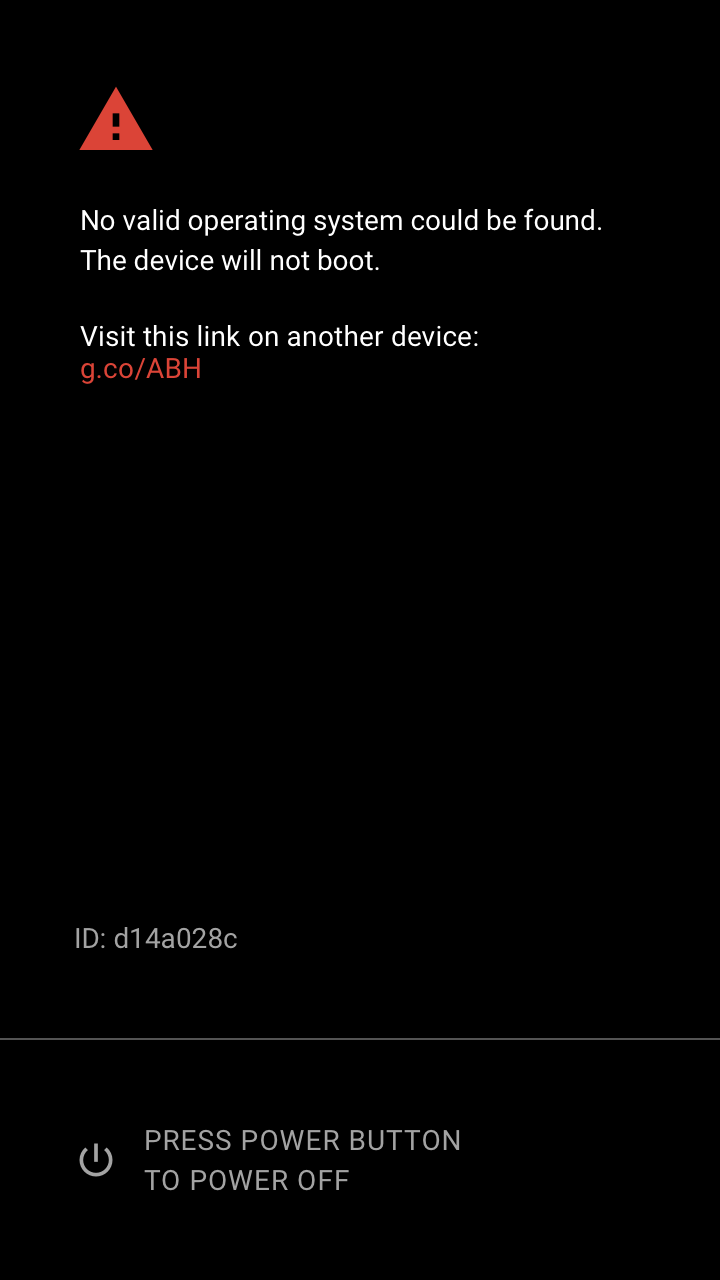 No valid operating system could be found.
The device will not boot.
Visit this link on another device:
g.co/ABH
ID: d14a028c
PRESS POWER BUTTON
TO POWER OFF